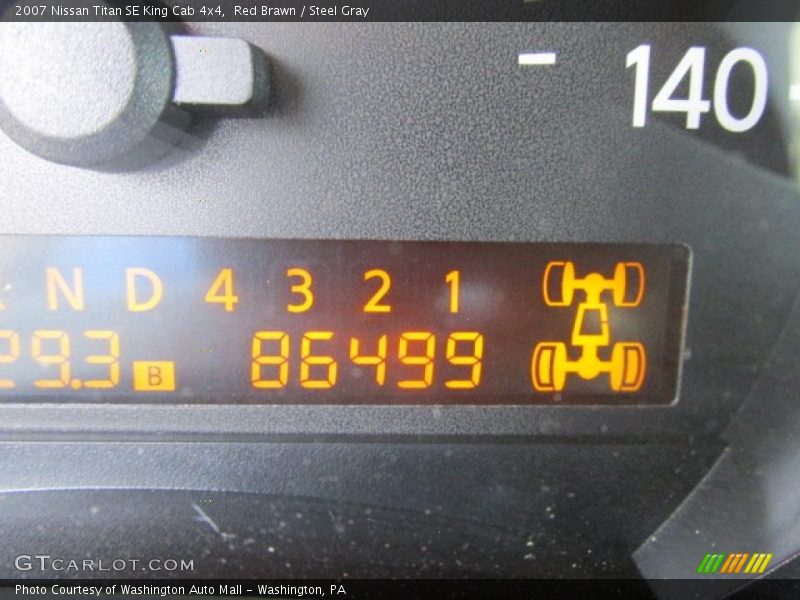 2007 Nissan Titan SE King Cab 4x4, Red Brawn / Steel Gray
140
N D 4 3 2 1
29.3 B 86499
GTCARLOT.COM
Photo Courtesy of Washington Auto Mall - Washington, PA